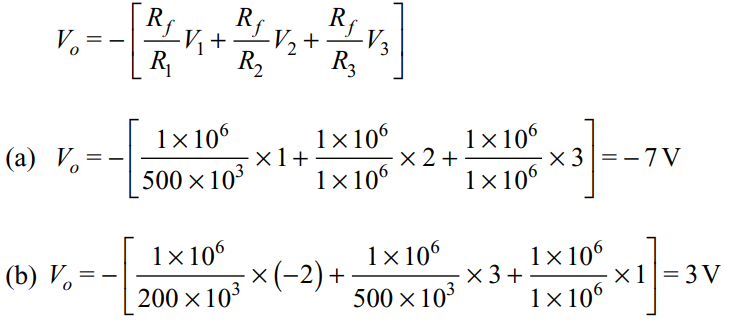 V_o = -[R_f/R_1 V_1 + R_f/R_2 V_2 + R_f/R_3 V_3]
(a) V_o = -[1×10^6/500×10^3 ×1 + 1×10^6/1×10^6 ×2 + 1×10^6/1×10^6 ×3] = -7V
(b) V_o = -[1×10^6/200×10^3 ×(-2) + 1×10^6/500×10^3 ×3 + 1×10^6/1×10^6 ×1] = 3V